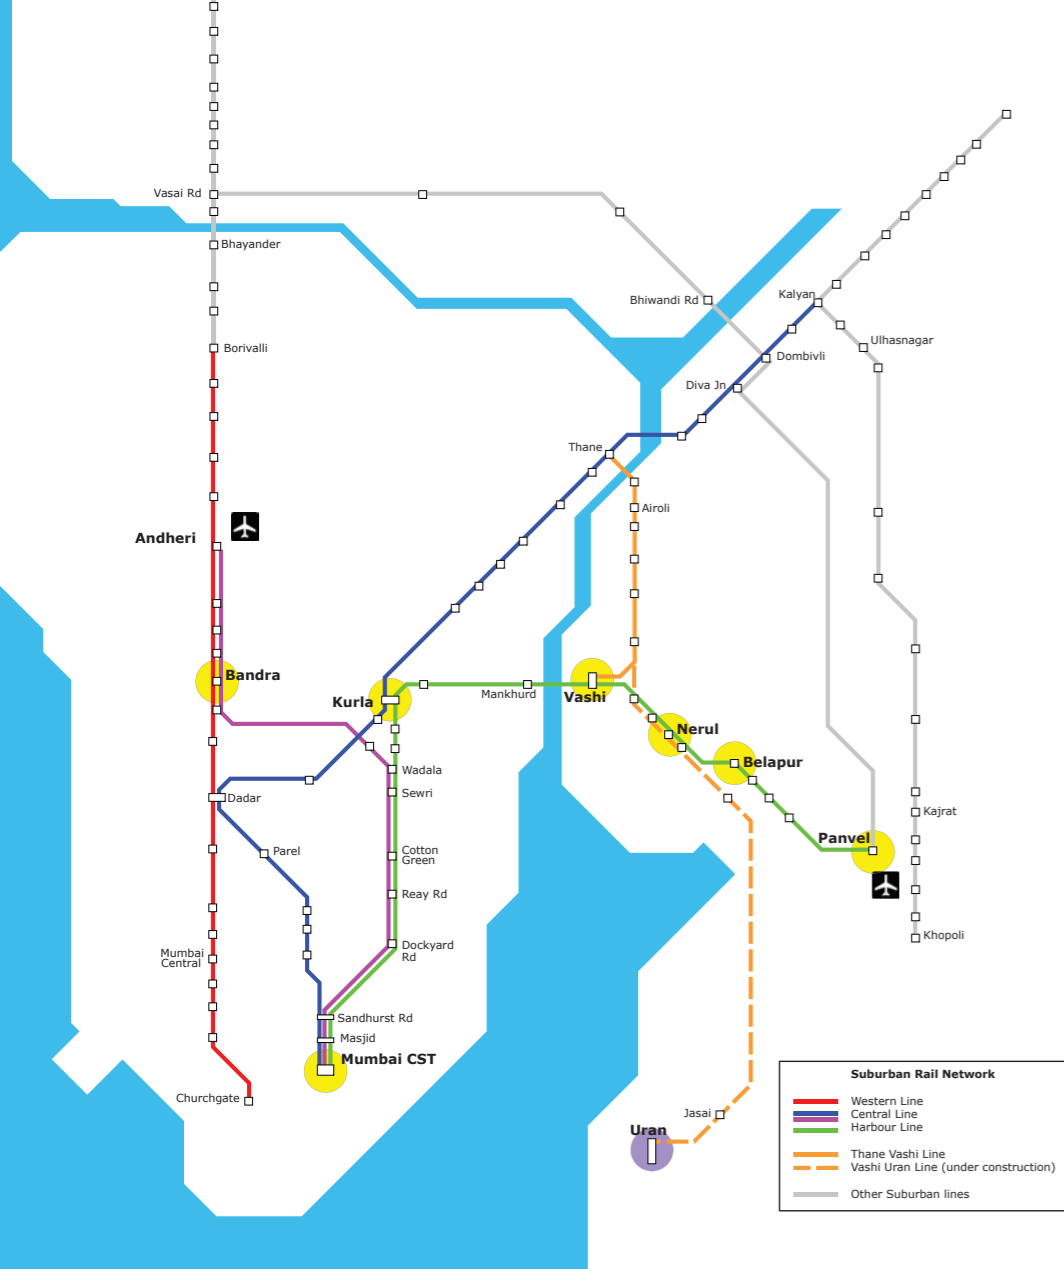 Vasai Rd
Bhayander
Bhiwandi Rd
Kalyan
Borivalli
Ulhasnagar
Dombivli
Diva Jn
Thane
Airoli
Andheri
Bandra
Kurla
Mankhurd
Vashi
Nerul
Belapur
Wadala
Sewri
Dadar
Kajrat
Panvel
Parel
Cotton
Green
Reay Rd
Khopoli
Dockyard
Rd
Mumbai
Central
Sandhurst Rd
Masjid
Mumbai CST
Churchgate
Jasai
Uran
Suburban Rail Network
Western Line
Central Line
Harbour Line
Thane Vashi Line
Vashi Uran Line (under construction)
Other Suburban lines